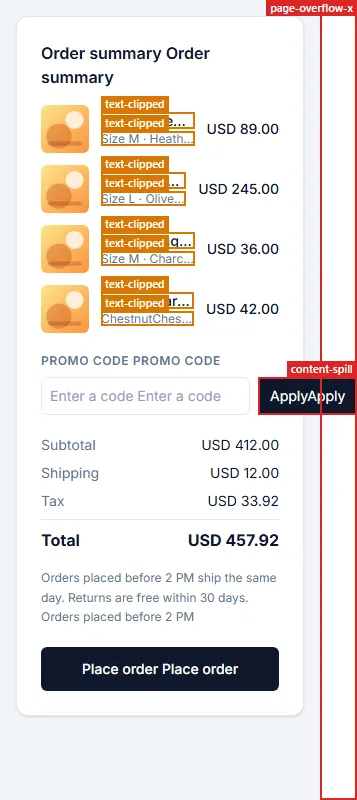 page-overflow-x
Order summary Order
summary
text-clipped
text-clipped
e...
Size M · Heath...
USD 89.00
text-clipped
text-clipped
...
Size L · Olive...
USD 245.00
text-clipped
text-clipped
g...
Size M · Charc...
USD 36.00
text-clipped
text-clipped
ar...
ChestnutChes...
USD 42.00
PROMO CODE PROMO CODE
content-spill
Enter a code Enter a code
ApplyApply
Subtotal USD 412.00
Shipping USD 12.00
Tax USD 33.92
Total USD 457.92
Orders placed before 2 PM ship the same
day. Returns are free within 30 days.
Orders placed before 2 PM
Place order Place order